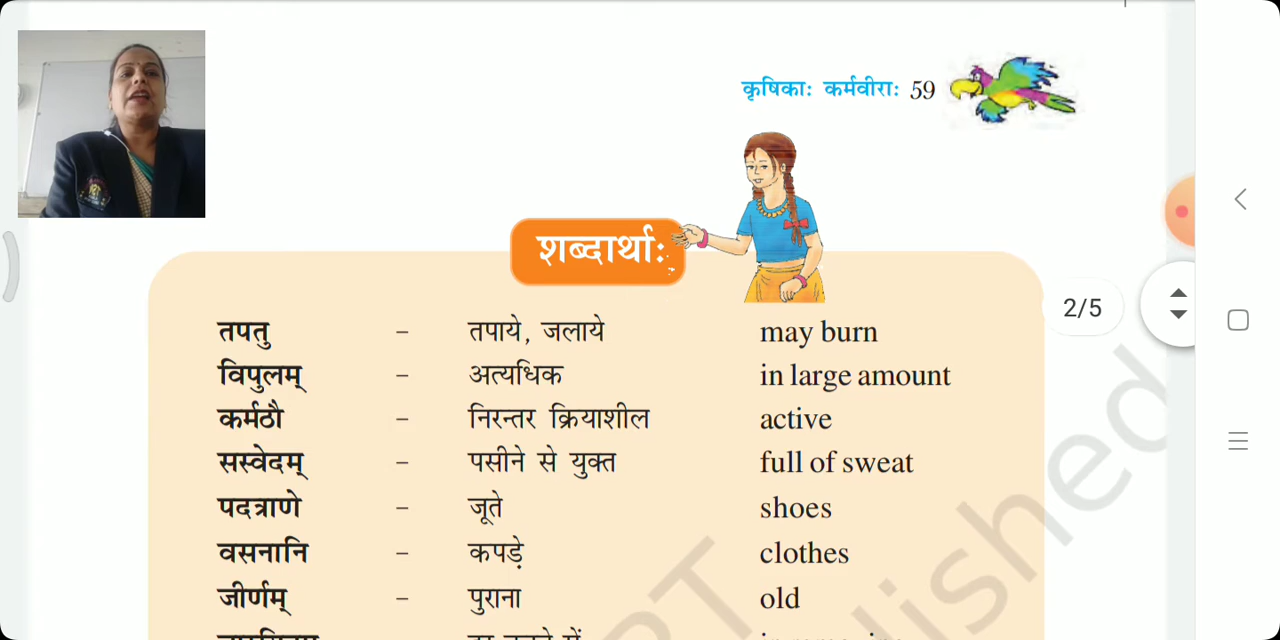 कृषिकाः कर्मवीराः 59
शब्दार्थाः
2/5
तपतु – तपाये, जलाये may burn
विपुलम् – अत्यधिक in large amount
कर्मठौ – निरन्तर क्रियाशील active
सस्वेदम् – पसीने से युक्त full of sweat
पदत्राणे – जूते shoes
वसनानि – कपड़े clothes
जीर्णम् – पुराना old